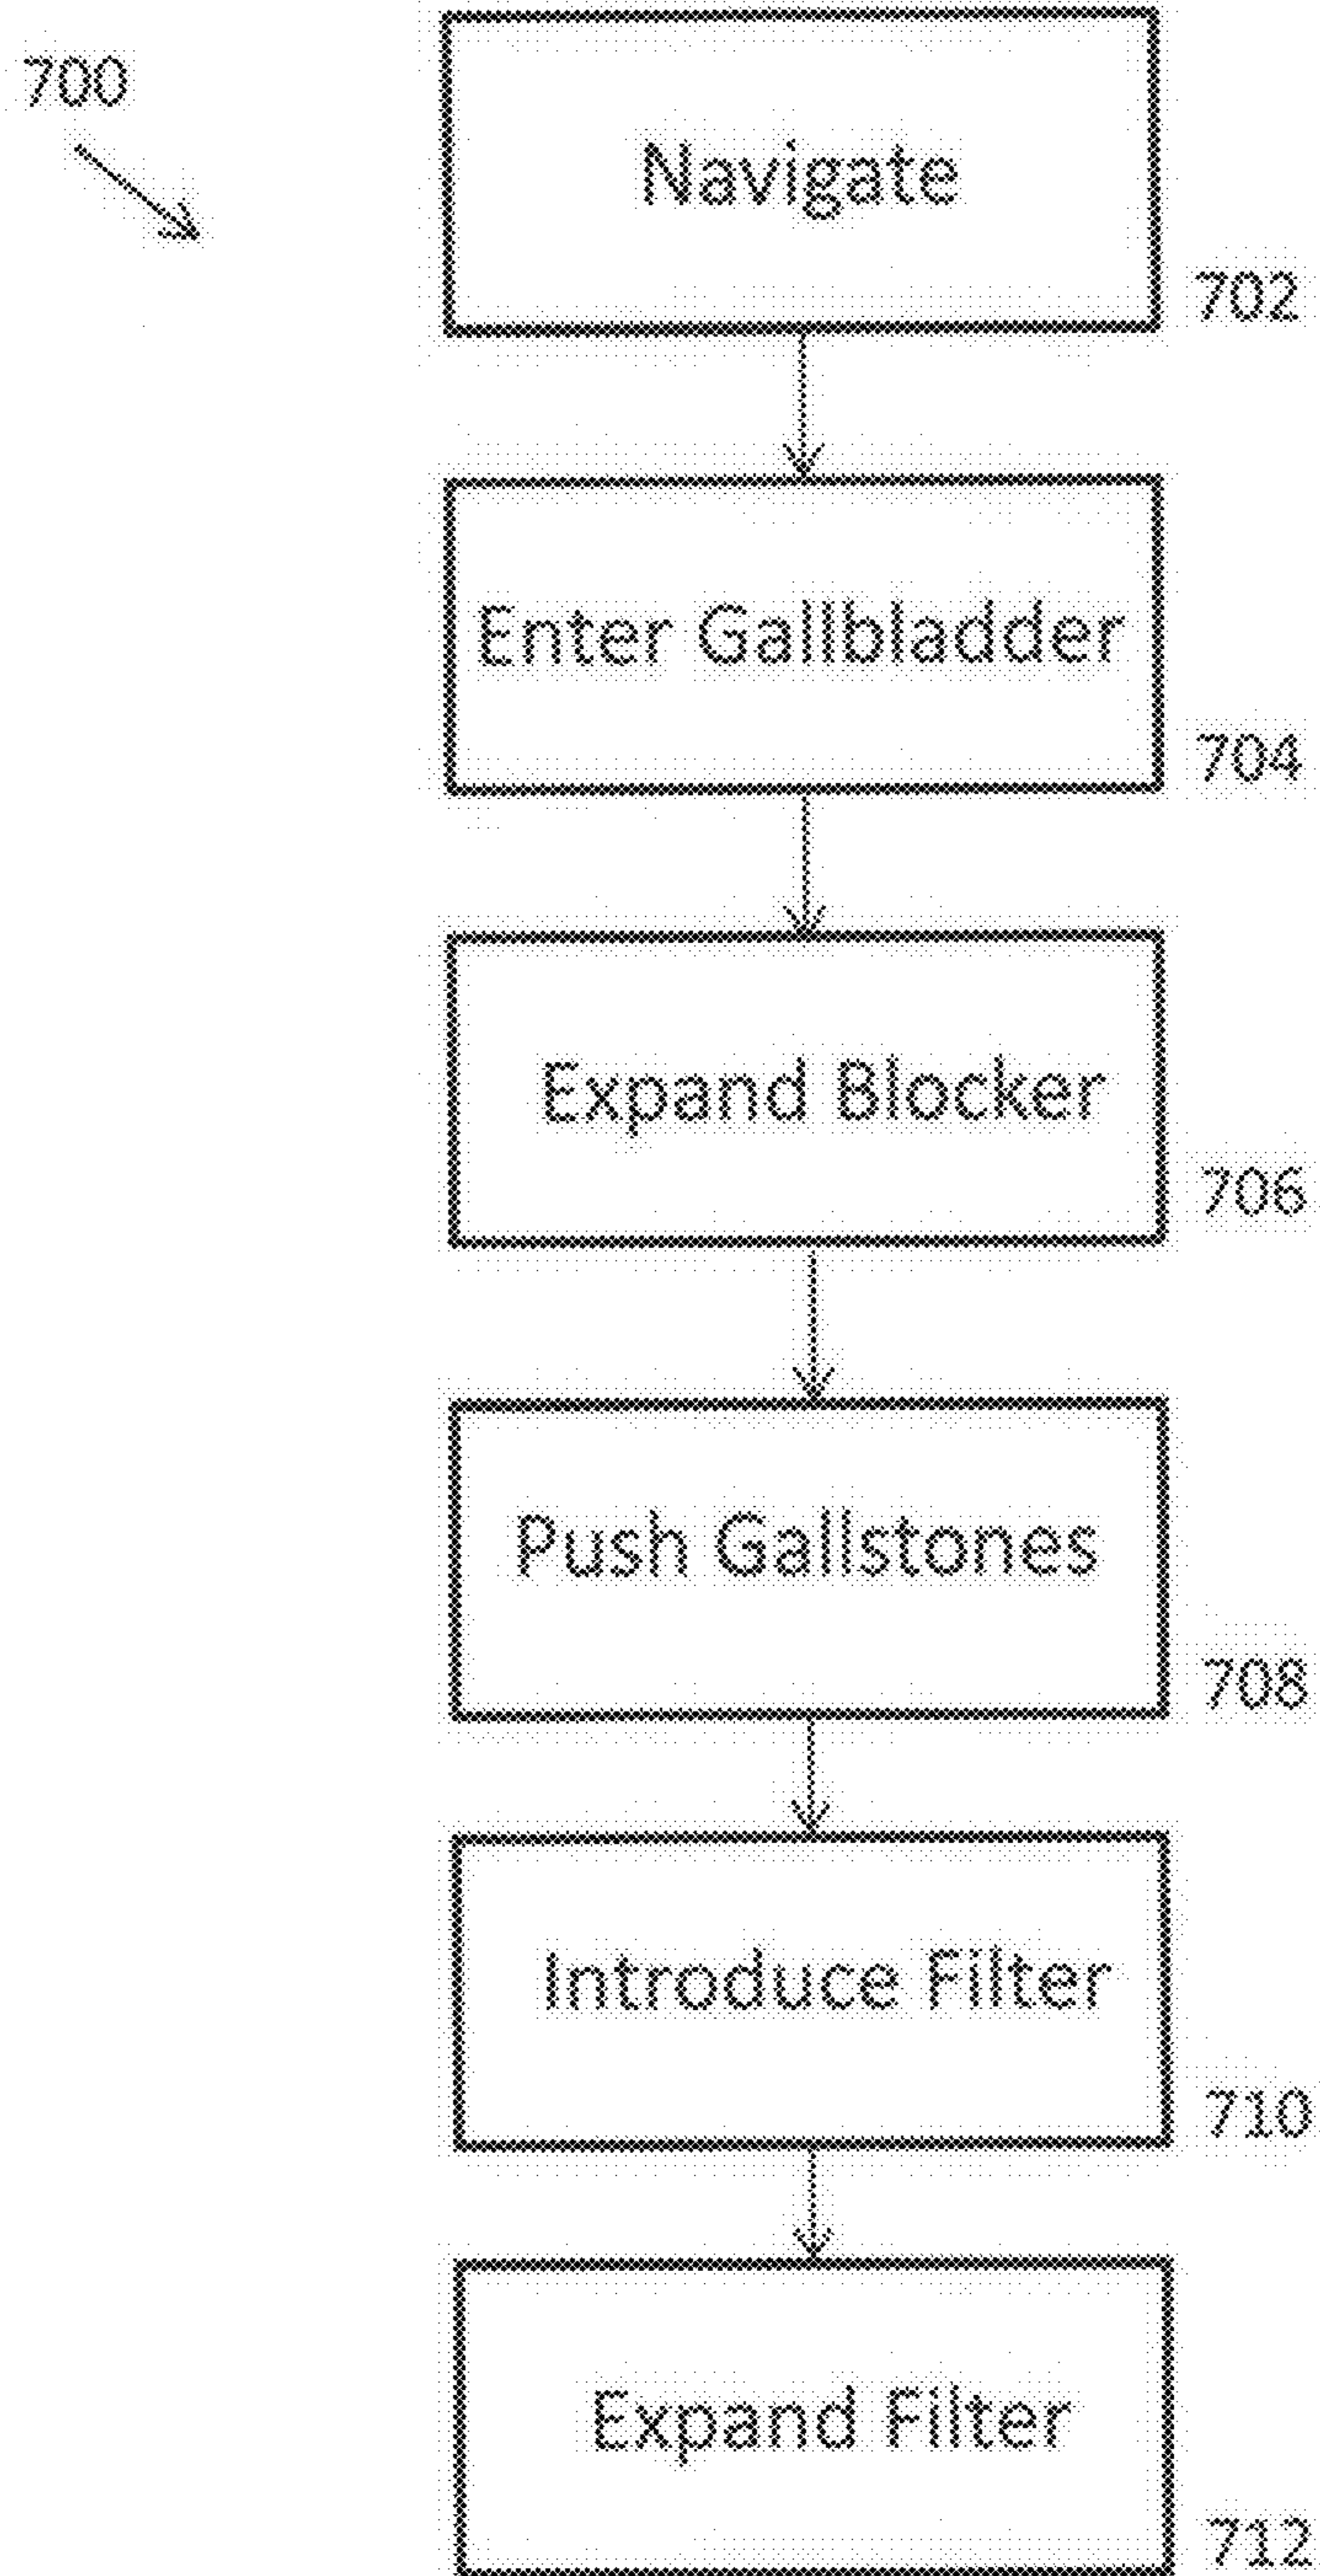 700
Navigate
702
Enter Gallbladder
704
Expand Blocker
706
Push Gallstones
708
Introduce Filter
710
Expand Filter
712